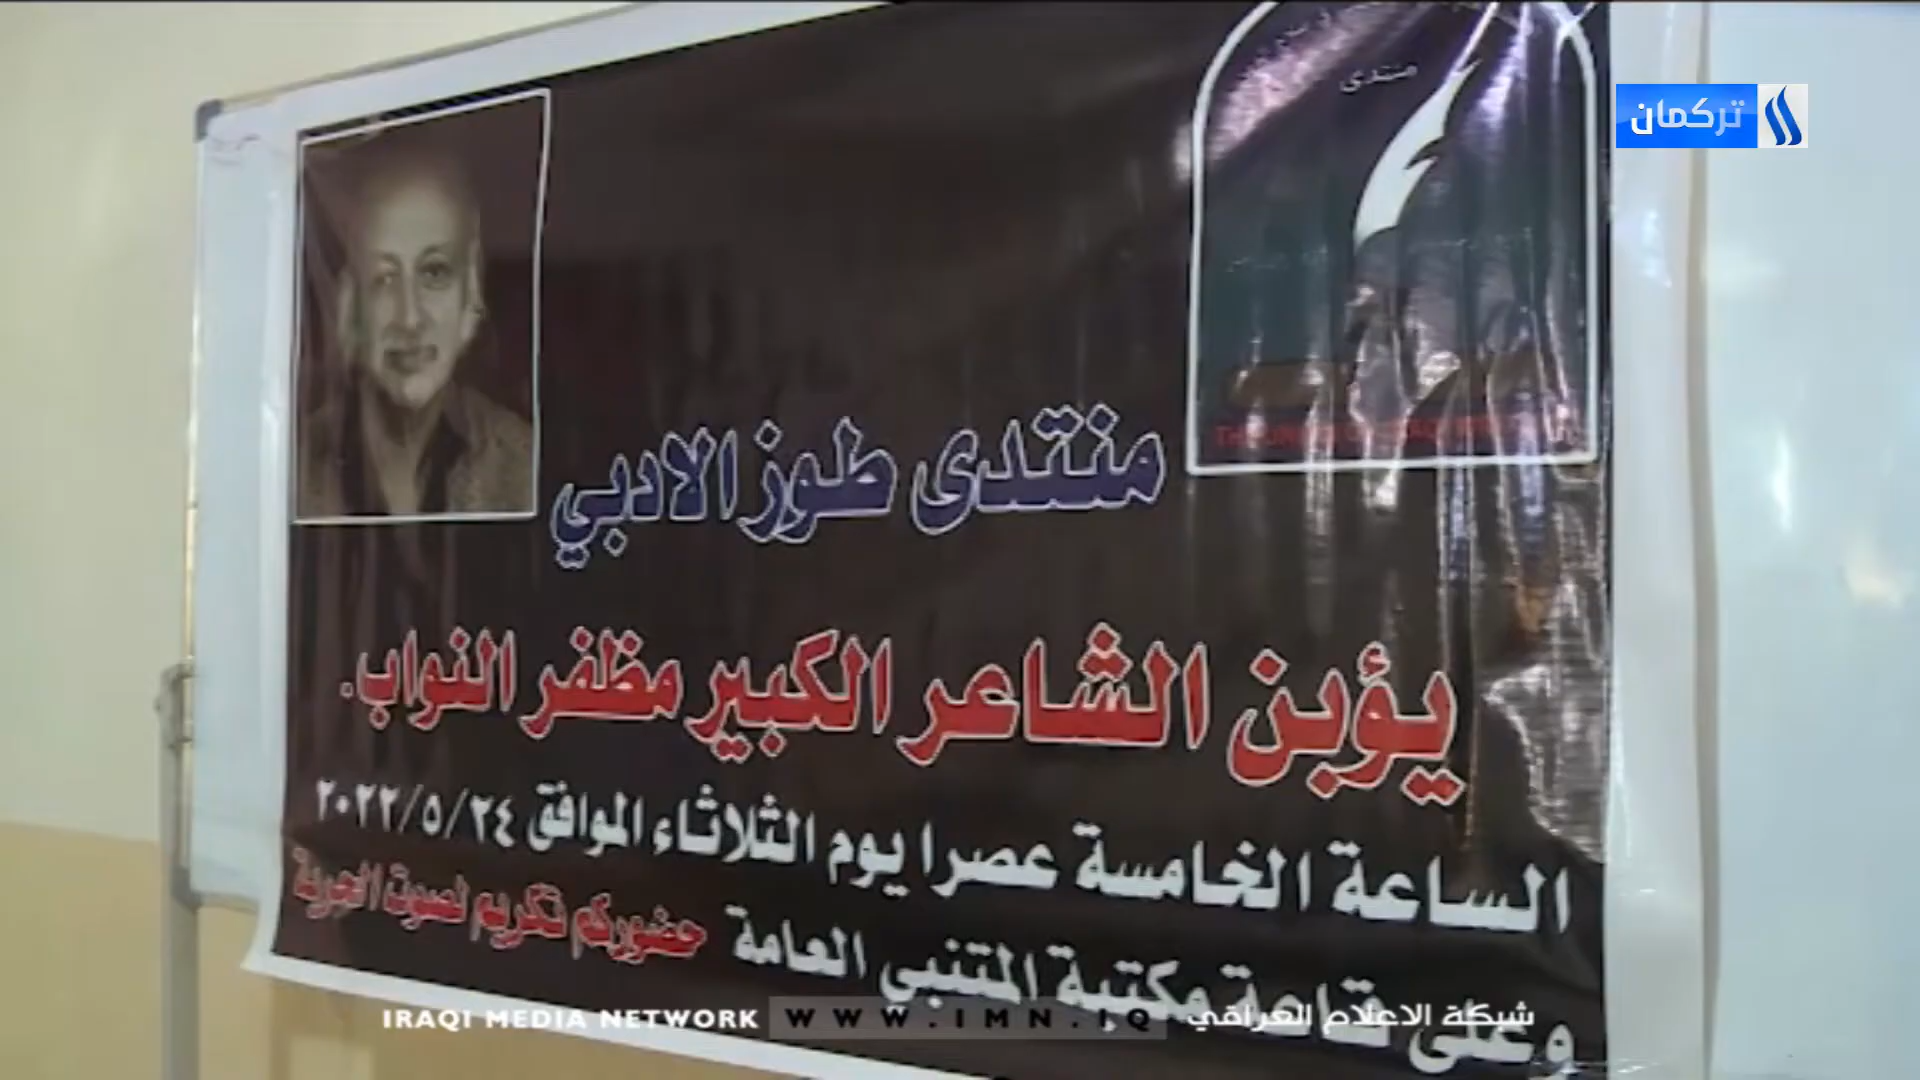 تركمان
منتدى
منتدى طوز الادبي
يؤبن الشاعر الكبير مظفر النواب.
الساعة الخامسة عصرا يوم الثلاثاء الموافق ٢٠٢٢/٥/٢٤
وعلى قاعة مكتبة المتنبي العامة حضوركم تكريم لصوت الحرية
IRAQI MEDIA NETWORK WWW.IMN.IQ شبكة الاعلام العراقي